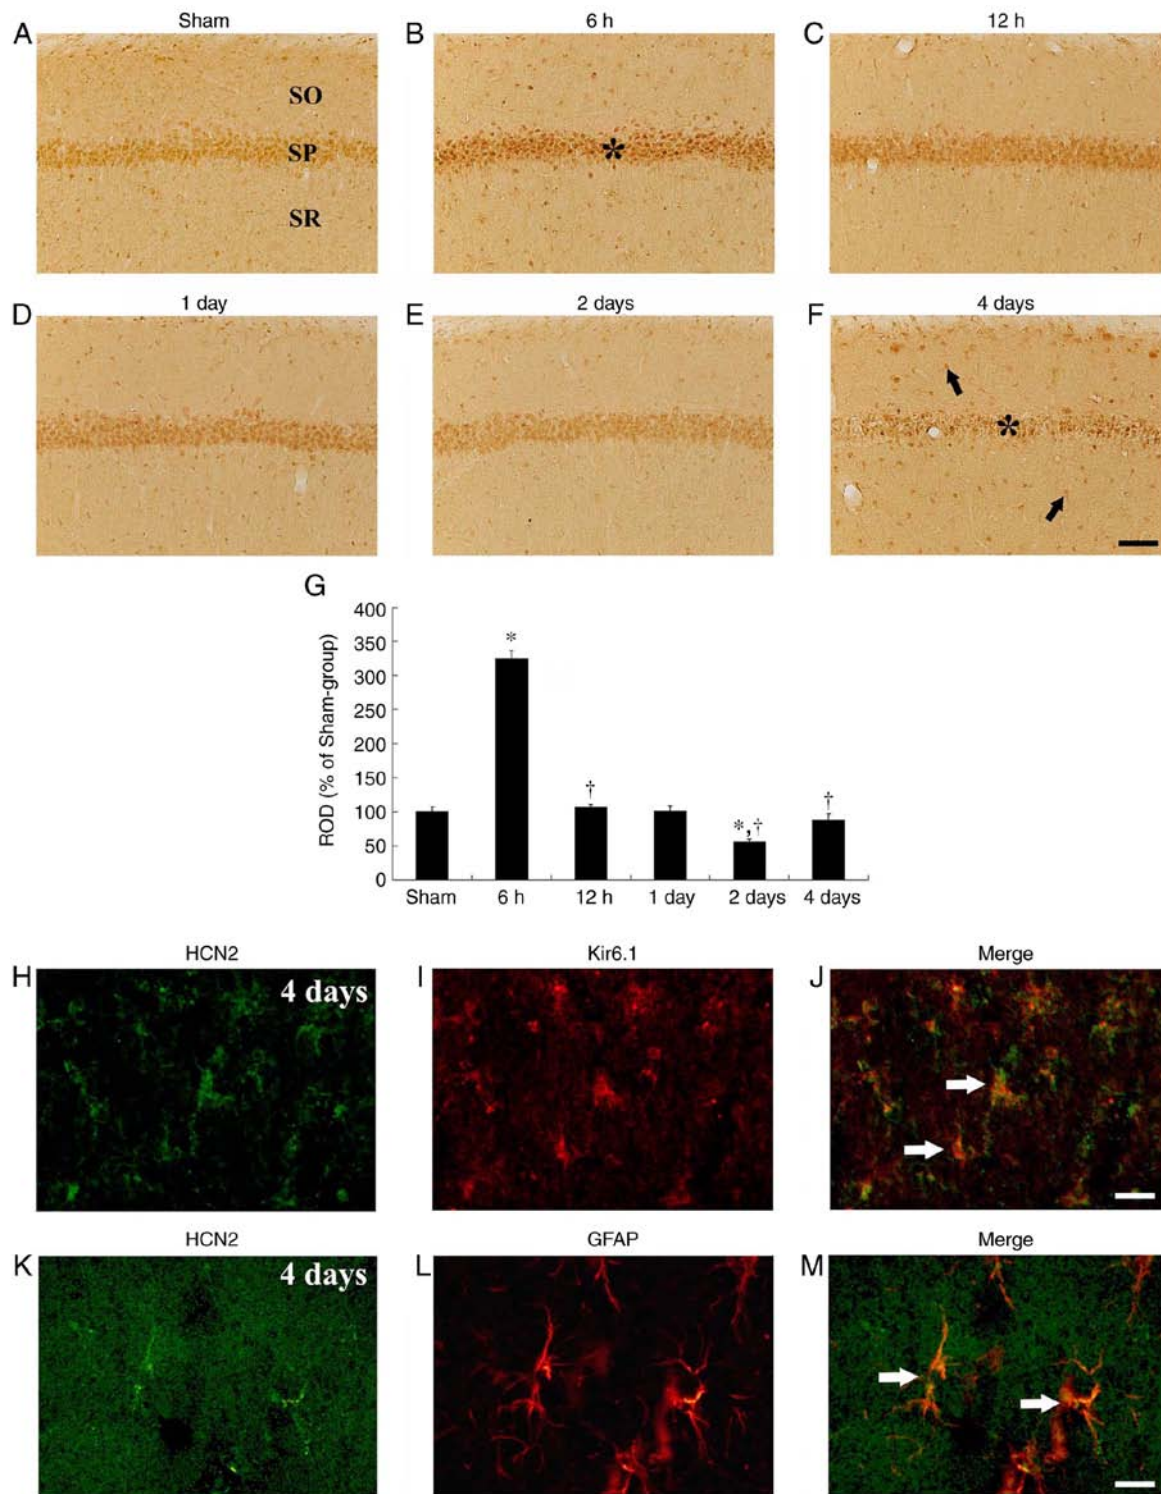 A Sham
B 6 h
C 12 h
SO
SP
*
SR
D 1 day
E 2 days
F 4 days
*
G
ROD (% of Sham-group)
400
350
300
250
200
150
100
50
0
*
†
*,†
†
Sham 6 h 12 h 1 day 2 days 4 days
H HCN2
4 days
I Kir6.1
J Merge
K HCN2
4 days
L GFAP
M Merge